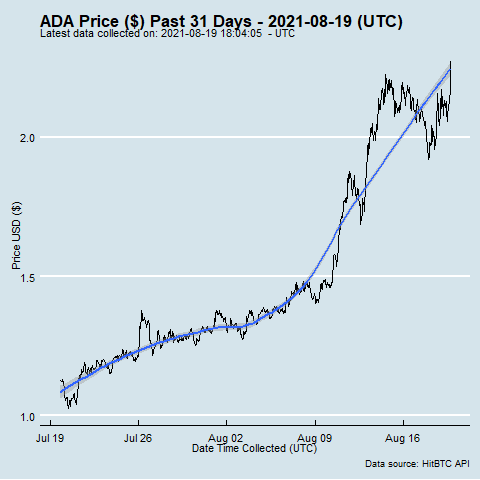 ADA Price ($) Past 31 Days - 2021-08-19 (UTC)
Latest data collected on: 2021-08-19 18:04:05 - UTC
Price USD ($)
2.0
1.5
1.0
Jul 19 Jul 26 Aug 02 Aug 09 Aug 16
Date Time Collected (UTC)
Data source: HitBTC API